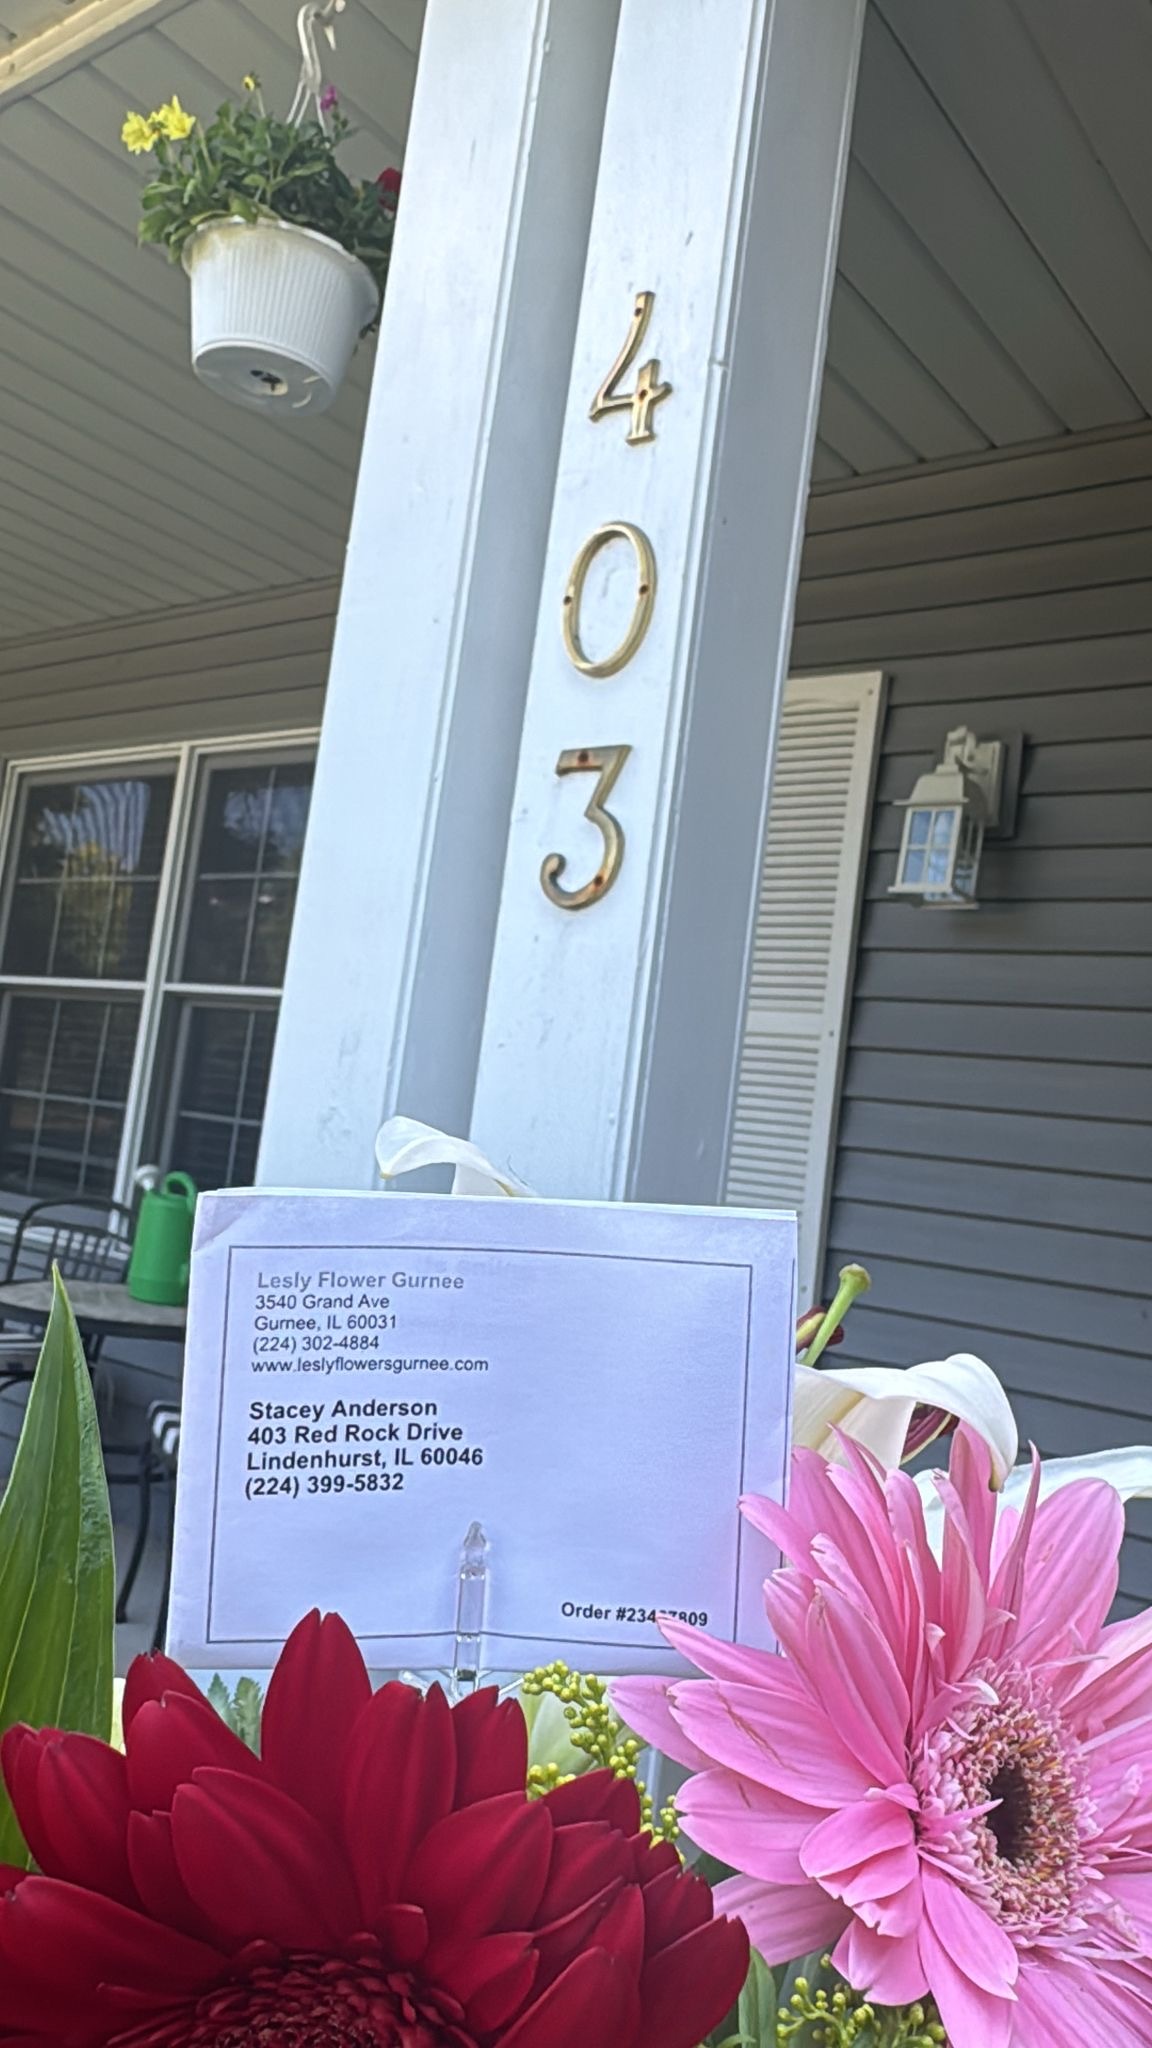 4
0
3
Lesly Flower Gurnee
3540 Grand Ave
Gurnee, IL 60031
(224) 302-4884
www.leslyflowersgurnee.com
Stacey Anderson
403 Red Rock Drive
Lindenhurst, IL 60046
(224) 399-5832
Order